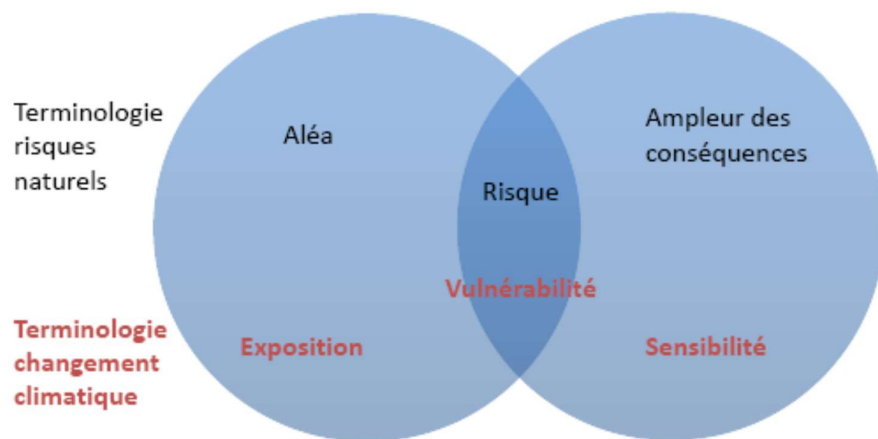 Terminologie
risques
naturels
Aléa
Ampleur des
conséquences
Risque
Vulnérabilité
Terminologie
changement
climatique
Exposition
Sensibilité